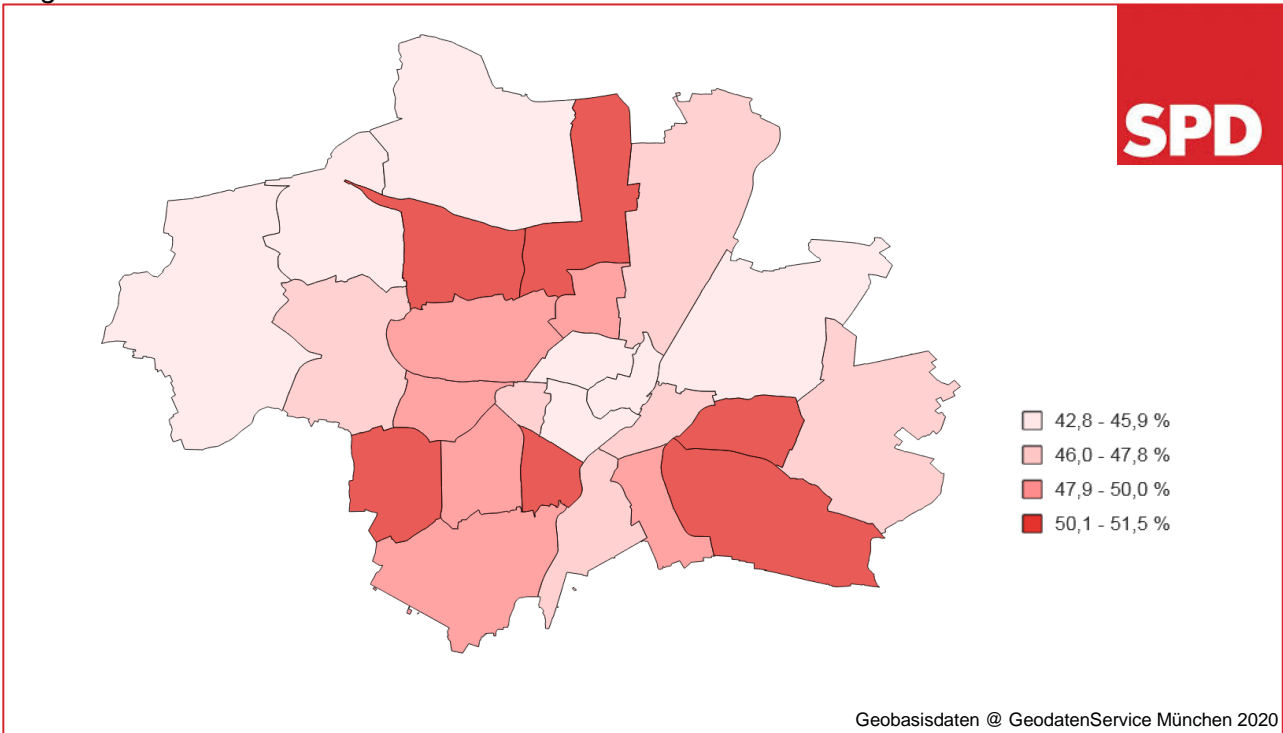 SPD
42,8 - 45,9 %
46,0 - 47,8 %
47,9 - 50,0 %
50,1 - 51,5 %
Geobasisdaten @ GeodatenService München 2020